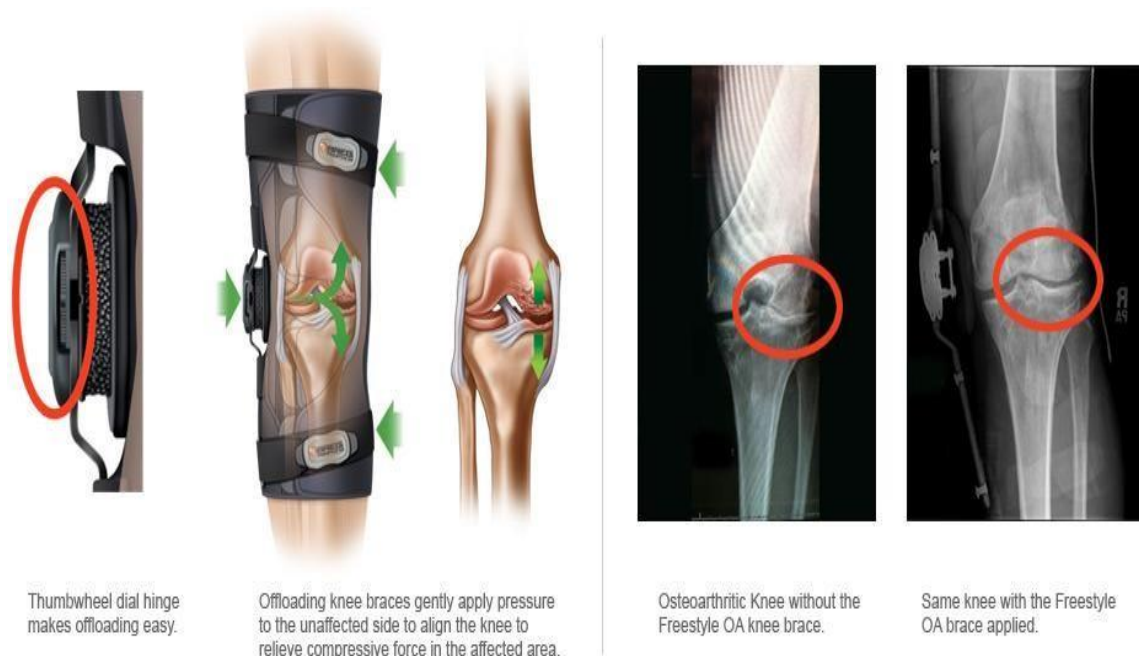 Thumbwheel dial hinge
makes offloading easy.
Offloading knee braces gently apply pressure
to the unaffected side to align the knee to
relieve compressive force in the affected area.
Osteoarthritic Knee without the
Freestyle OA knee brace.
Same knee with the Freestyle
OA brace applied.